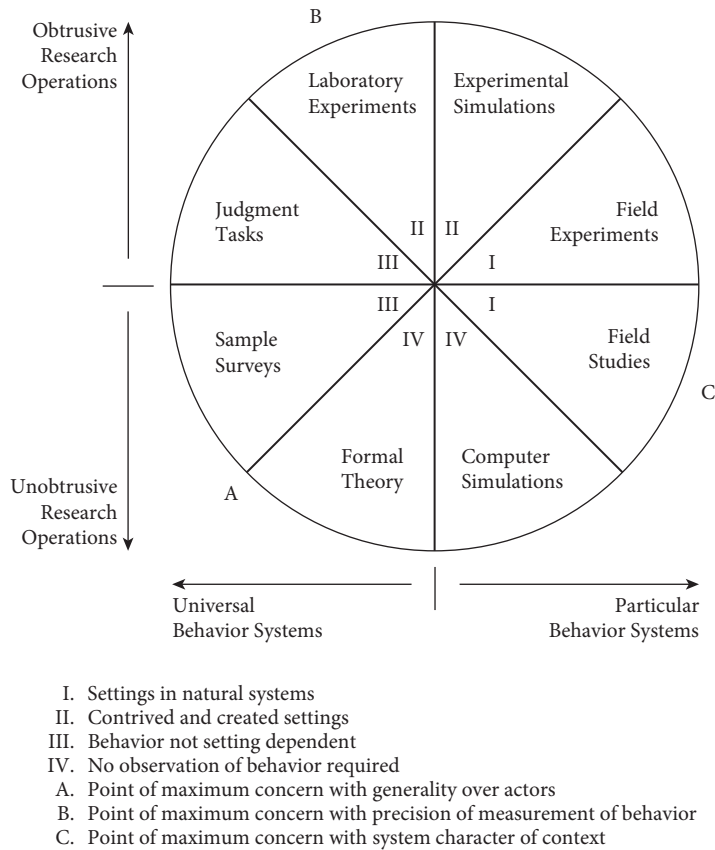 B
Obtrusive
Research
Operations
Laboratory
Experiments
Experimental
Simulations
Judgment
Tasks
Field
Experiments
II
II
III
I
III
I
IV
IV
Sample
Surveys
Field
Studies
C
Formal
Theory
Computer
Simulations
A
Unobtrusive
Research
Operations
Universal
Behavior Systems
Particular
Behavior Systems
I. Settings in natural systems
II. Contrived and created settings
III. Behavior not setting dependent
IV. No observation of behavior required
A. Point of maximum concern with generality over actors
B. Point of maximum concern with precision of measurement of behavior
C. Point of maximum concern with system character of context